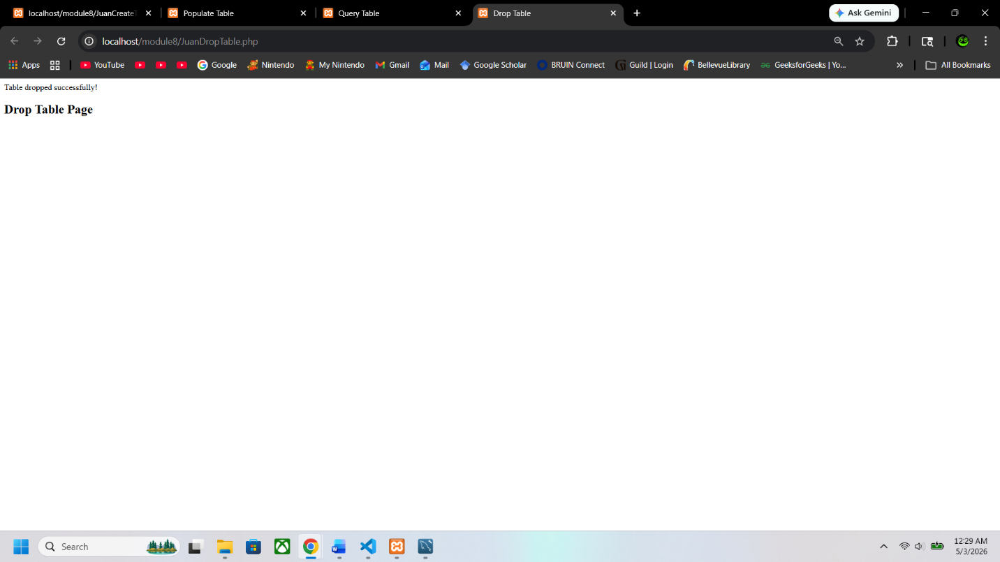 localhost/module8/JuanCreateT
Populate Table
Query Table
Drop Table
Ask Gemini
localhost/module8/JuanDropTable.php
Apps
YouTube
Google
Nintendo
My Nintendo
Gmail
Mail
Google Scholar
BRUIN Connect
Guild | Login
BellevueLibrary
GeeksforGeeks | Yo...
All Bookmarks
Table dropped successfully!
Drop Table Page
Search
12:29 AM
5/3/2026